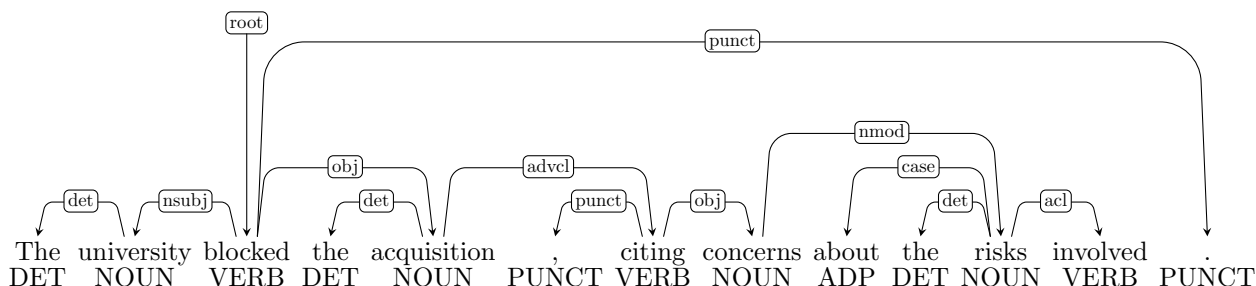 root
punct
nmod
obj advcl case
det nsubj det punct obj det acl
The university blocked the acquisition , citing concerns about the risks involved .
DET NOUN VERB DET NOUN PUNCT VERB NOUN ADP DET NOUN VERB PUNCT